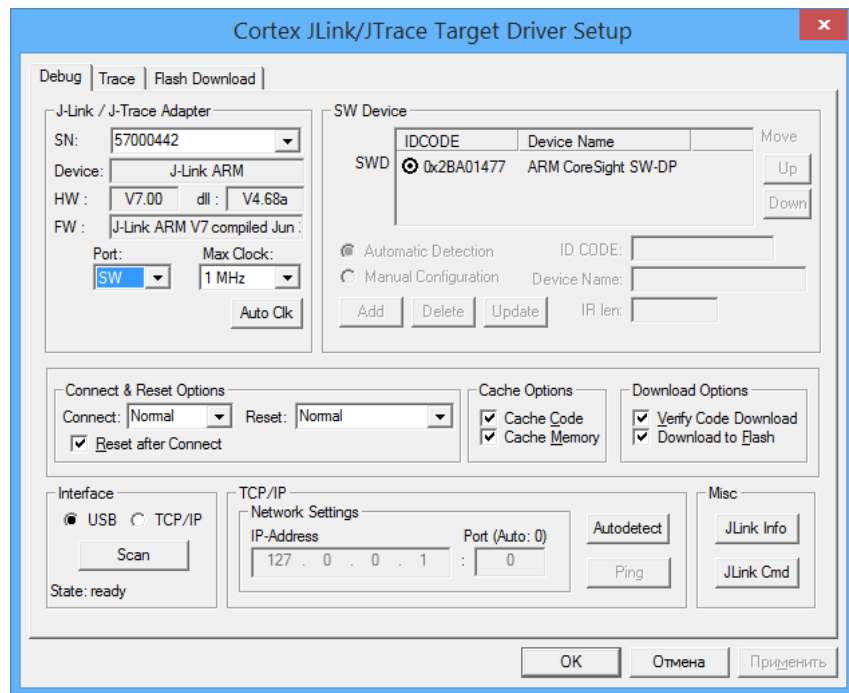 Cortex JLink/JTrace Target Driver Setup
Debug Trace Flash Download
J-Link / J-Trace Adapter
SN: 57000442
Device: J-Link ARM
HW : V7.00 dll : V4.68a
FW : J-Link ARM V7 compiled Jun
Port: Max Clock:
SW 1 MHz
Auto Clk
SW Device
IDCODE Device Name Move
SWD 0x2BA01477 ARM CoreSight SW-DP Up
Down
Automatic Detection ID CODE:
Manual Configuration Device Name:
Add Delete Update IR len:
Connect & Reset Options
Connect: Normal Reset: Normal
Reset after Connect
Cache Options
Cache Code
Cache Memory
Download Options
Verify Code Download
Download to Flash
Interface
USB TCP/IP
Scan
State: ready
TCP/IP
Network Settings
IP-Address Port (Auto: 0)
127 . 0 . 0 . 1 : 0
Autodetect
Ping
Misc
JLink Info
JLink Cmd
OK Отмена Применить